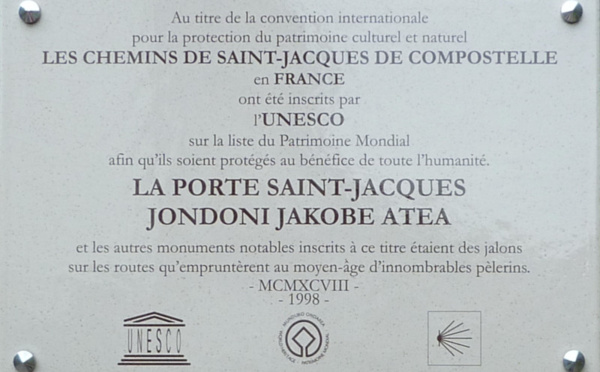 Au titre de la convention internationale
pour la protection du patrimoine culturel et naturel
LES CHEMINS DE SAINT-JACQUES DE COMPOSTELLE
en FRANCE
ont été inscrits par
l'UNESCO
sur la liste du Patrimoine Mondial
afin qu'ils soient protégés au bénéfice de toute l'humanité.
LA PORTE SAINT-JACQUES
JONDONI JAKOBE ATEA
et les autres monuments notables inscrits à ce titre étaient des jalons
sur les routes qu'empruntèrent au moyen-âge d'innombrables pèlerins.
- MCMXCVIII -
- 1998 -
UNESCO